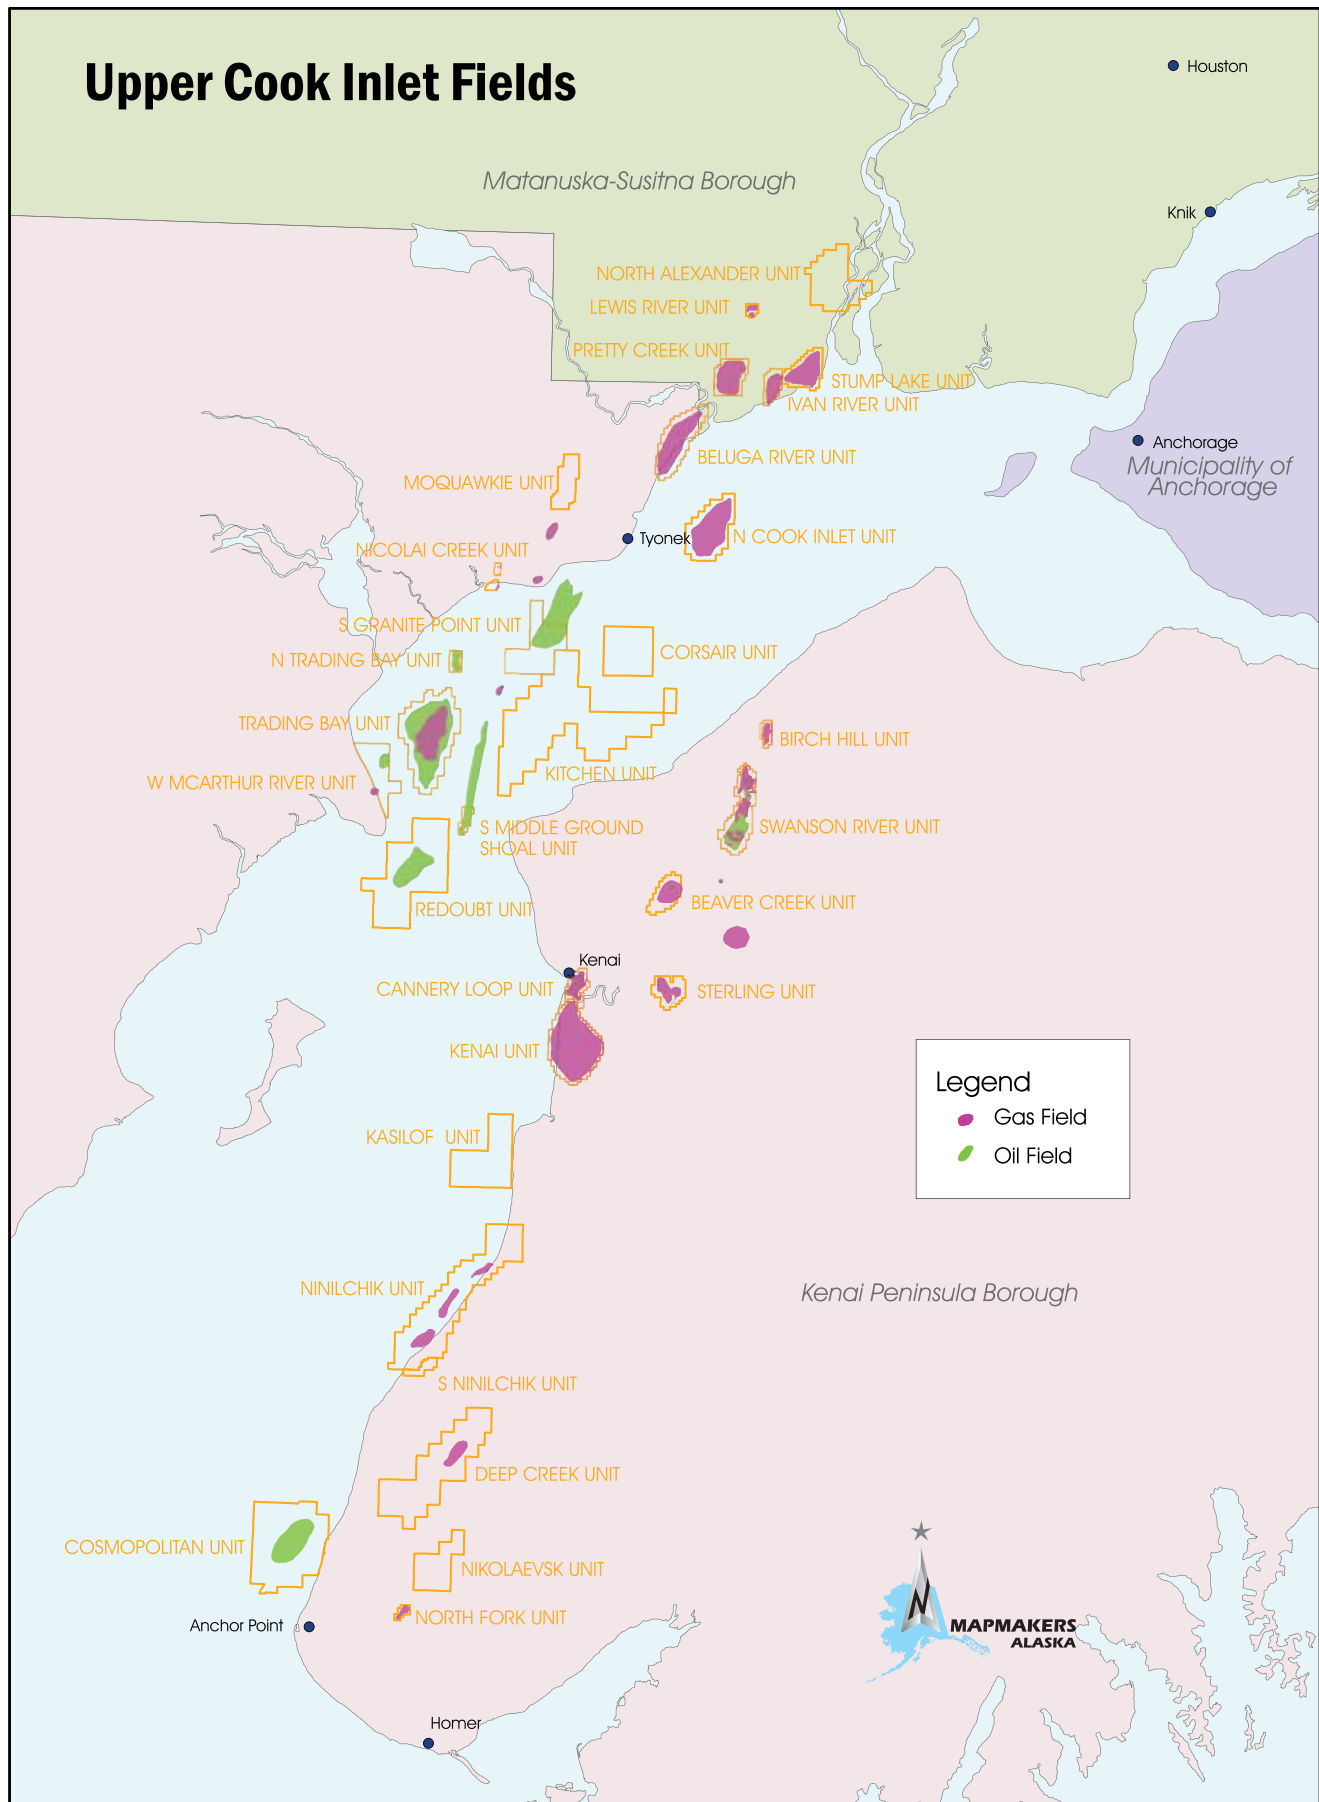 Upper Cook Inlet Fields
Houston
Matanuska-Susitna Borough
Knik
NORTH ALEXANDER UNIT
LEWIS RIVER UNIT
PRETTY CREEK UNIT
STUMP LAKE UNIT
IVAN RIVER UNIT
Anchorage
Municipality of
Anchorage
BELUGA RIVER UNIT
MOQUAWKIE UNIT
N COOK INLET UNIT
Tyonek
NICOLAI CREEK UNIT
S GRANITE POINT UNIT
CORSAIR UNIT
N TRADING BAY UNIT
TRADING BAY UNIT
BIRCH HILL UNIT
KITCHEN UNIT
W MCARTHUR RIVER UNIT
S MIDDLE GROUND
SHOAL UNIT
SWANSON RIVER UNIT
BEAVER CREEK UNIT
REDOUBT UNIT
Kenai
CANNERY LOOP UNIT
STERLING UNIT
KENAI UNIT
Legend
Gas Field
Oil Field
KASILOF UNIT
NINILCHIK UNIT
Kenai Peninsula Borough
S NINILCHIK UNIT
DEEP CREEK UNIT
COSMOPOLITAN UNIT
NIKOLAEVSK UNIT
NORTH FORK UNIT
Anchor Point
N
MAPMAKERS
ALASKA
Homer